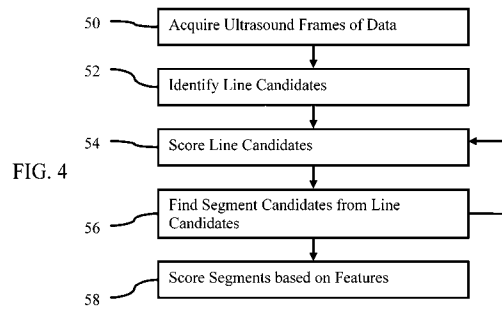 50
Acquire Ultrasound Frames of Data
52
Identify Line Candidates
54
Score Line Candidates
FIG. 4
56
Find Segment Candidates from Line
Candidates
58
Score Segments based on Features